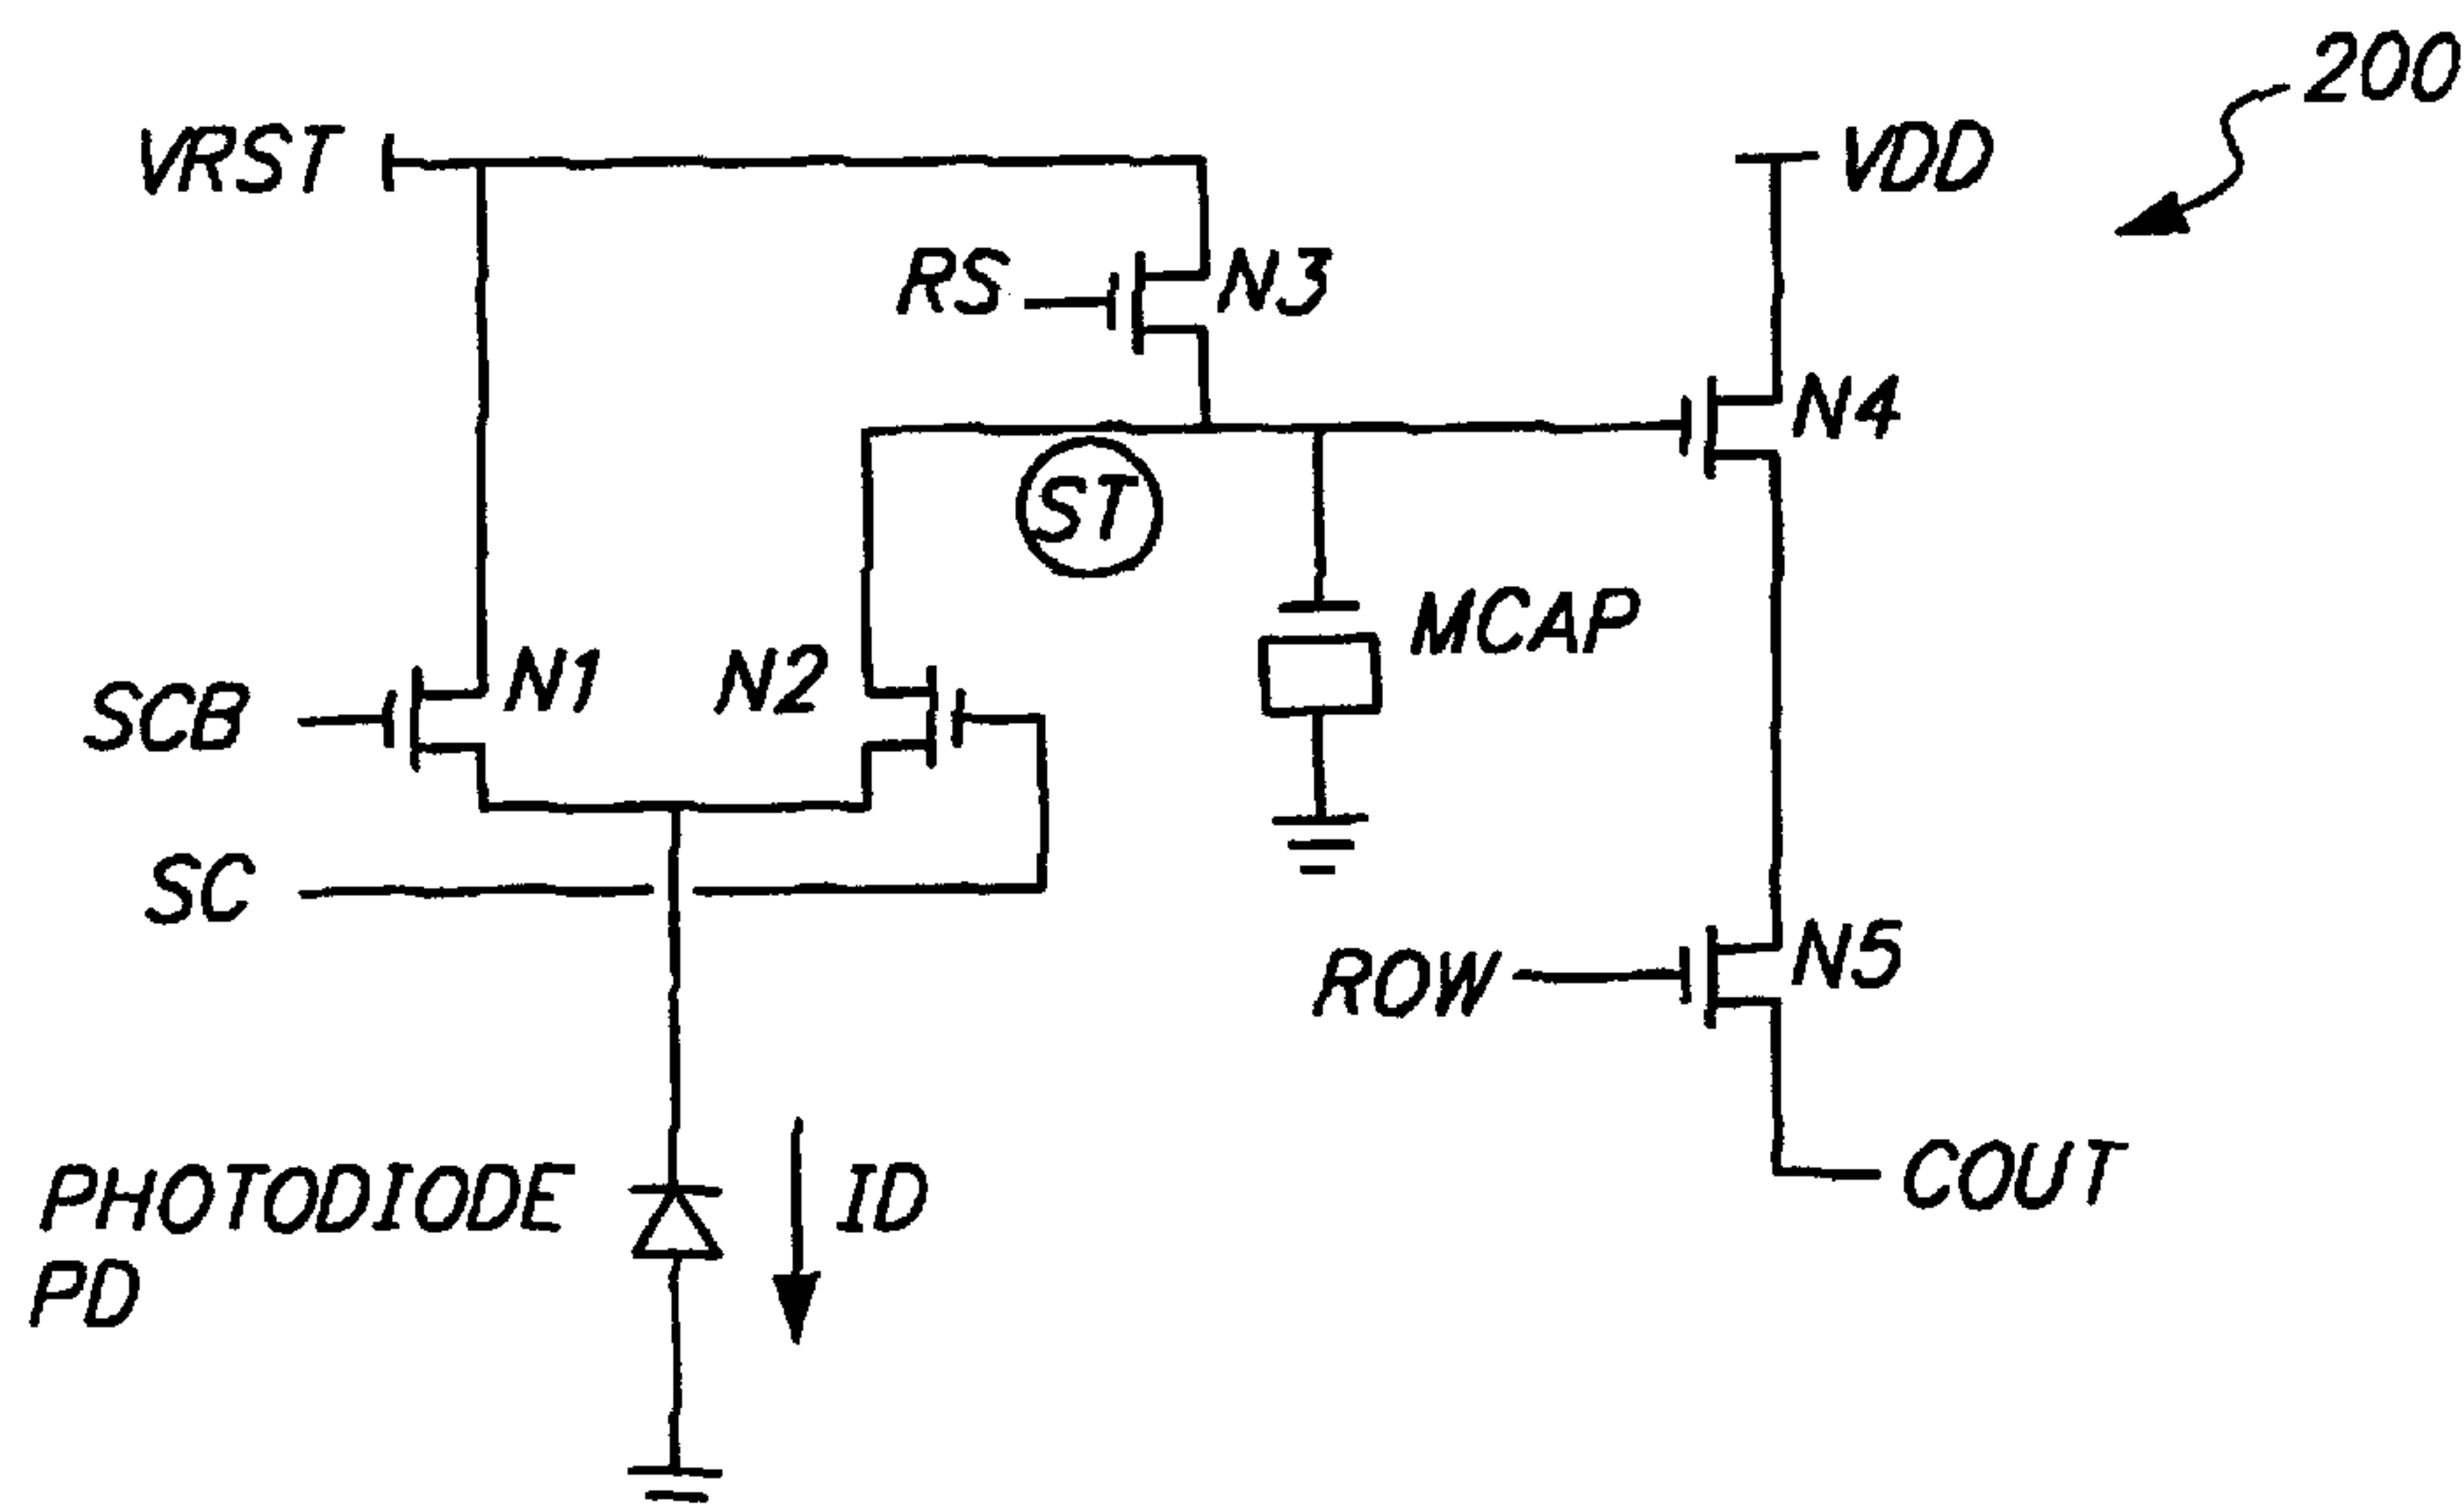 200
VRST
VDD
RS
N3
N4
ST
MCAP
N1
N2
SCB
SC
ROW
N5
COUT
PHOTODIODE
PD
ID